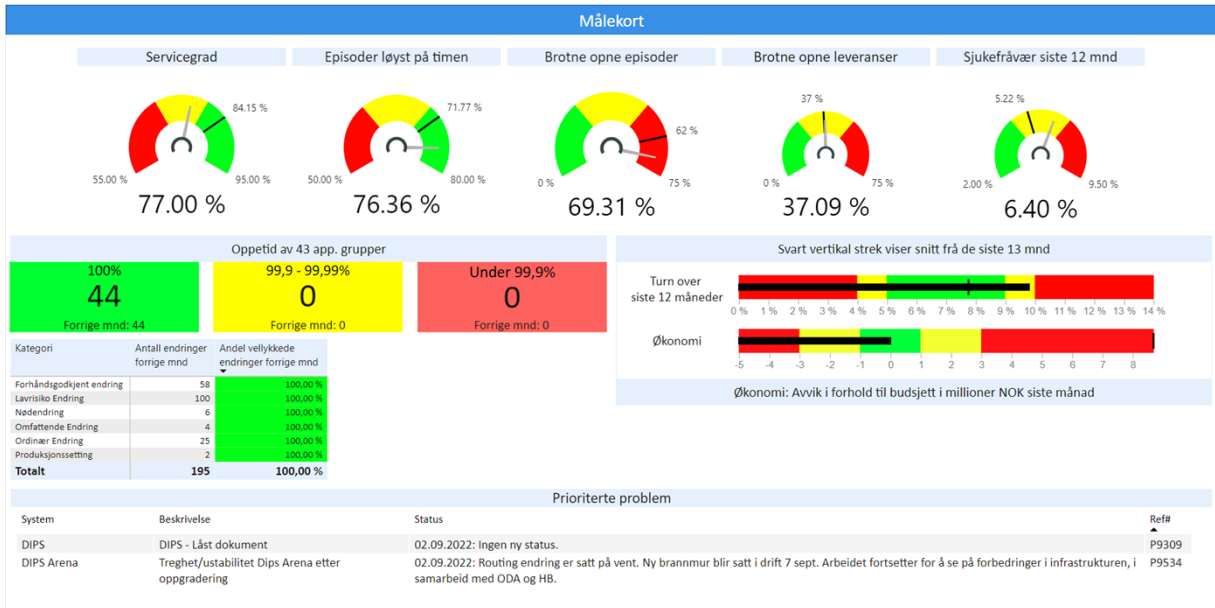 Målekort
Servicegrad
Episoder løyst på timen
Brotne opne episoder
Brotne opne leveranser
Sjukefråvær siste 12 mnd
84.15 %
55.00 %
95.00 %
77.00 %
71.77 %
50.00 %
80.00 %
76.36 %
62 %
0 %
75 %
69.31 %
37 %
0 %
75 %
37.09 %
5.22 %
2.00 %
9.50 %
6.40 %
Oppetid av 43 app. grupper
100%
44
Forrige mnd: 44
99,9 - 99,99%
0
Forrige mnd: 0
Under 99,9%
0
Forrige mnd: 0
Svart vertikal strek viser snitt frå de siste 13 mnd
Turn over
siste 12 måneder
0 % 1 % 2 % 3 % 4 % 5 % 6 % 7 % 8 % 9 % 10 % 11 % 12 % 13 % 14 %
Økonomi
-5 -4 -3 -2 -1 0 1 2 3 4 5 6 7 8
Økonomi: Avvik i forhold til budsjett i millioner NOK siste månad
Kategori Antall endringer Andel vellykkede
forrige mnd endringer forrige mnd
Forhåndsgodkjent endring 58 100,00 %
Lavrisiko Endring 100 100,00 %
Nødendring 6 100,00 %
Omfattende Endring 4 100,00 %
Ordinær Endring 25 100,00 %
Produksjonssetting 2 100,00 %
Totalt 195 100,00 %
Prioriterte problem
System Beskrivelse Status Ref#
DIPS DIPS - Låst dokument 02.09.2022: Ingen ny status. P9309
DIPS Arena Treghet/ustabilitet Dips Arena etter 02.09.2022: Routing endring er satt på vent. Ny brannmur blir satt i drift 7 sept. Arbeidet fortsetter for å se på forbedringer i infrastrukturen, i P9534
oppgradering samarbeid med ODA og HB.